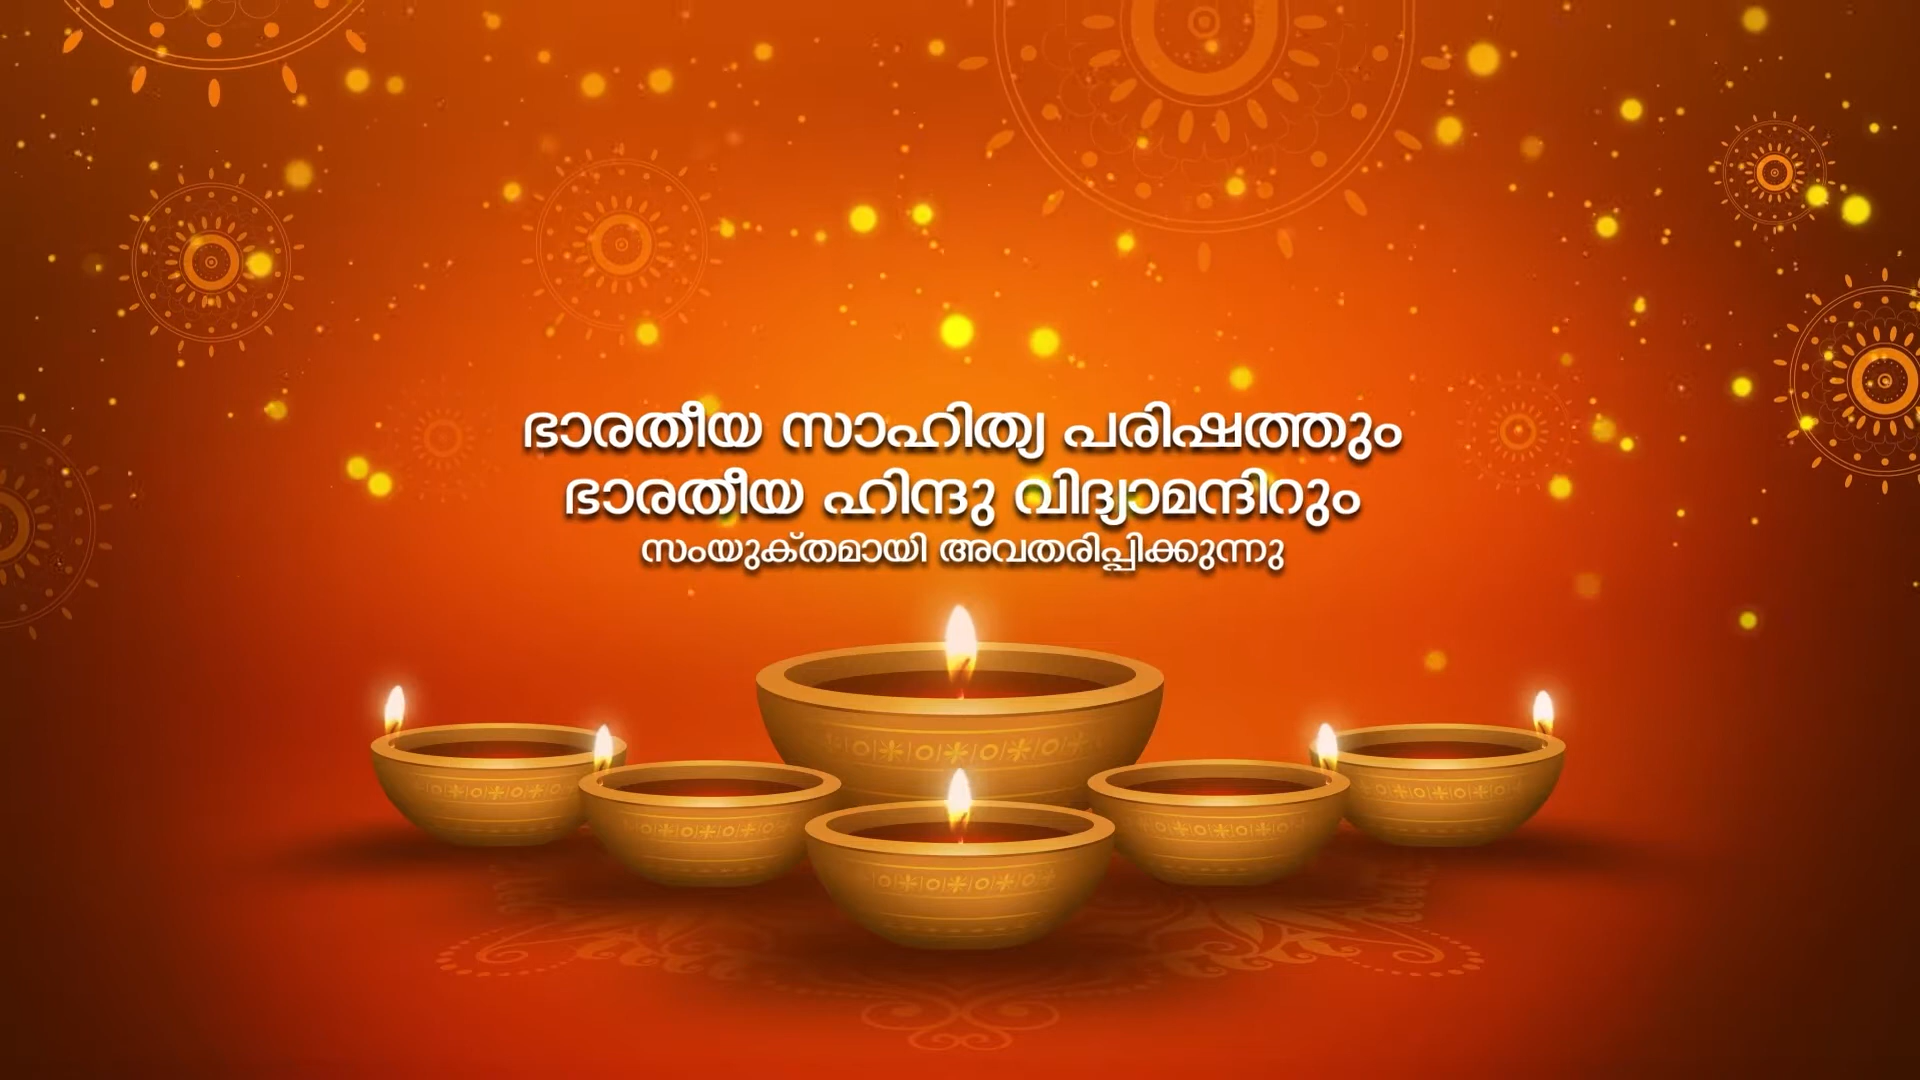 ഭാരതീയ സാഹിത്യ പരിഷത്തും
ഭാരതീയ ഹിന്ദു വിദ്യാമന്ദിറും
സംയുക്തമായി അവതരിപ്പിക്കുന്നു